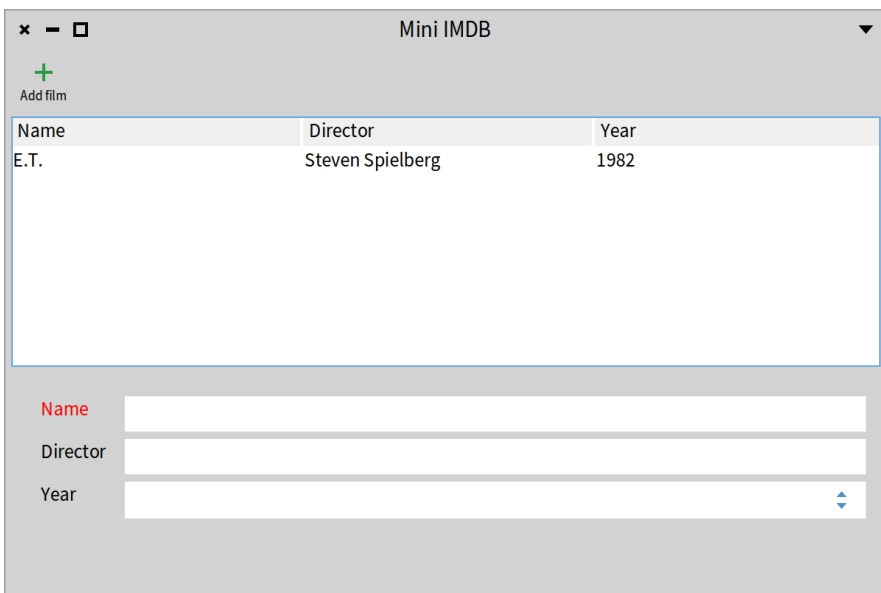 Mini IMDB
Add film
Name Director Year
E.T. Steven Spielberg 1982
Name
Director
Year